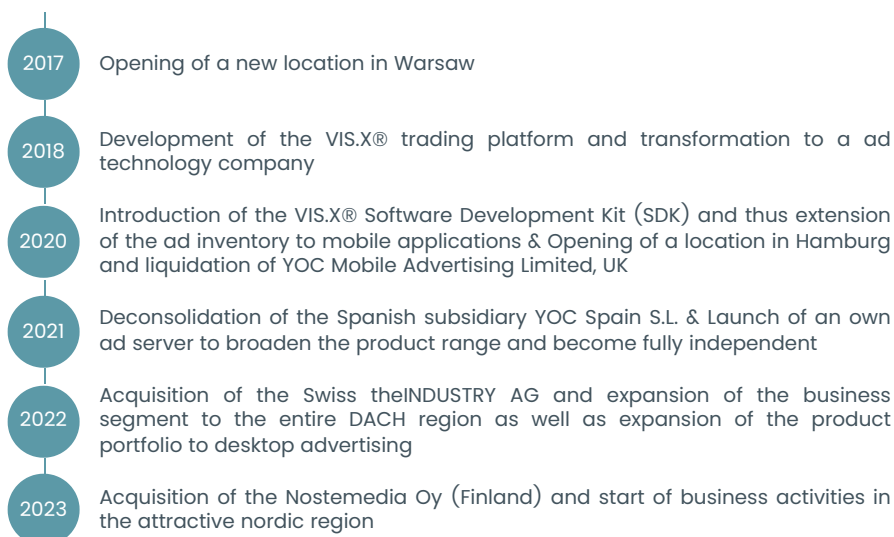 2017
Opening of a new location in Warsaw
2018
Development of the VIS.X® trading platform and transformation to a ad
technology company
2020
Introduction of the VIS.X® Software Development Kit (SDK) and thus extension
of the ad inventory to mobile applications & Opening of a location in Hamburg
and liquidation of YOC Mobile Advertising Limited, UK
2021
Deconsolidation of the Spanish subsidiary YOC Spain S.L. & Launch of an own
ad server to broaden the product range and become fully independent
2022
Acquisition of the Swiss theINDUSTRY AG and expansion of the business
segment to the entire DACH region as well as expansion of the product
portfolio to desktop advertising
2023
Acquisition of the Nostemedia Oy (Finland) and start of business activities in
the attractive nordic region